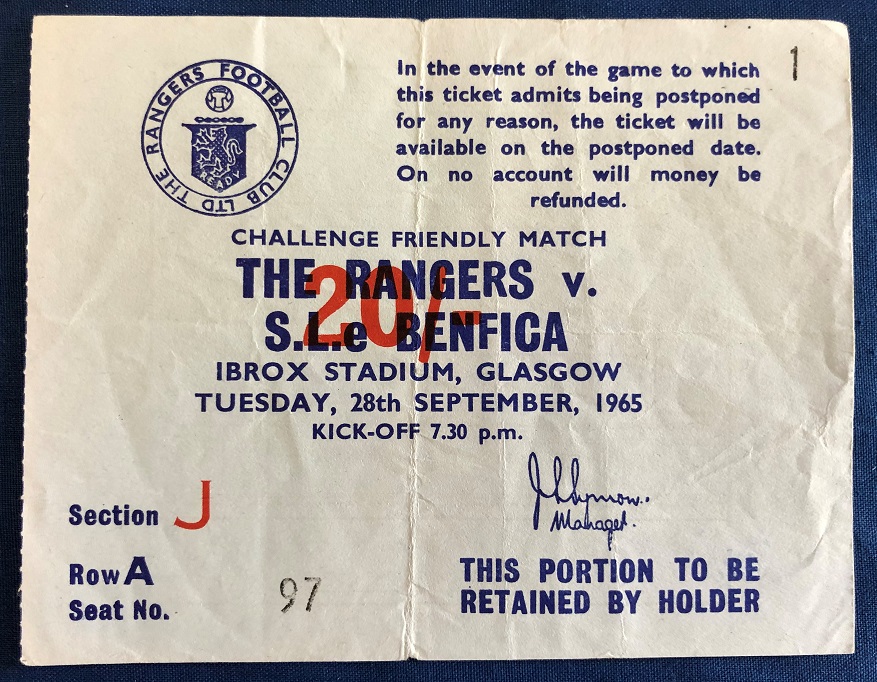 THE RANGERS FOOTBALL CLUB LTD
READY
In the event of the game to which
this ticket admits being postponed
for any reason, the ticket will be
available on the postponed date.
On no account will money be
refunded.
1
CHALLENGE FRIENDLY MATCH
THE RANGERS v.
20/-
S.L.e BENFICA
IBROX STADIUM, GLASGOW
TUESDAY, 28th SEPTEMBER, 1965
KICK-OFF 7.30 p.m.
Manager.
Section J
Row A
Seat No. 97
THIS PORTION TO BE
RETAINED BY HOLDER